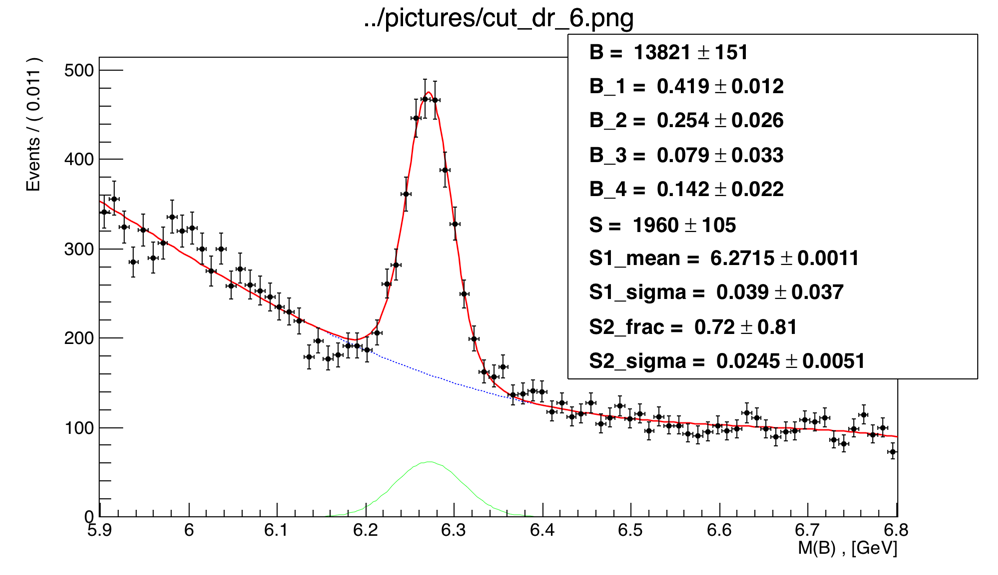 ../pictures/cut_dr_6.png
Events / ( 0.011 )
500
400
300
200
100
0
B = 13821 ± 151
B_1 = 0.419 ± 0.012
B_2 = 0.254 ± 0.026
B_3 = 0.079 ± 0.033
B_4 = 0.142 ± 0.022
S = 1960 ± 105
S1_mean = 6.2715 ± 0.0011
S1_sigma = 0.039 ± 0.037
S2_frac = 0.72 ± 0.81
S2_sigma = 0.0245 ± 0.0051
5.9 6 6.1 6.2 6.3 6.4 6.5 6.6 6.7 6.8
M(B) , [GeV]